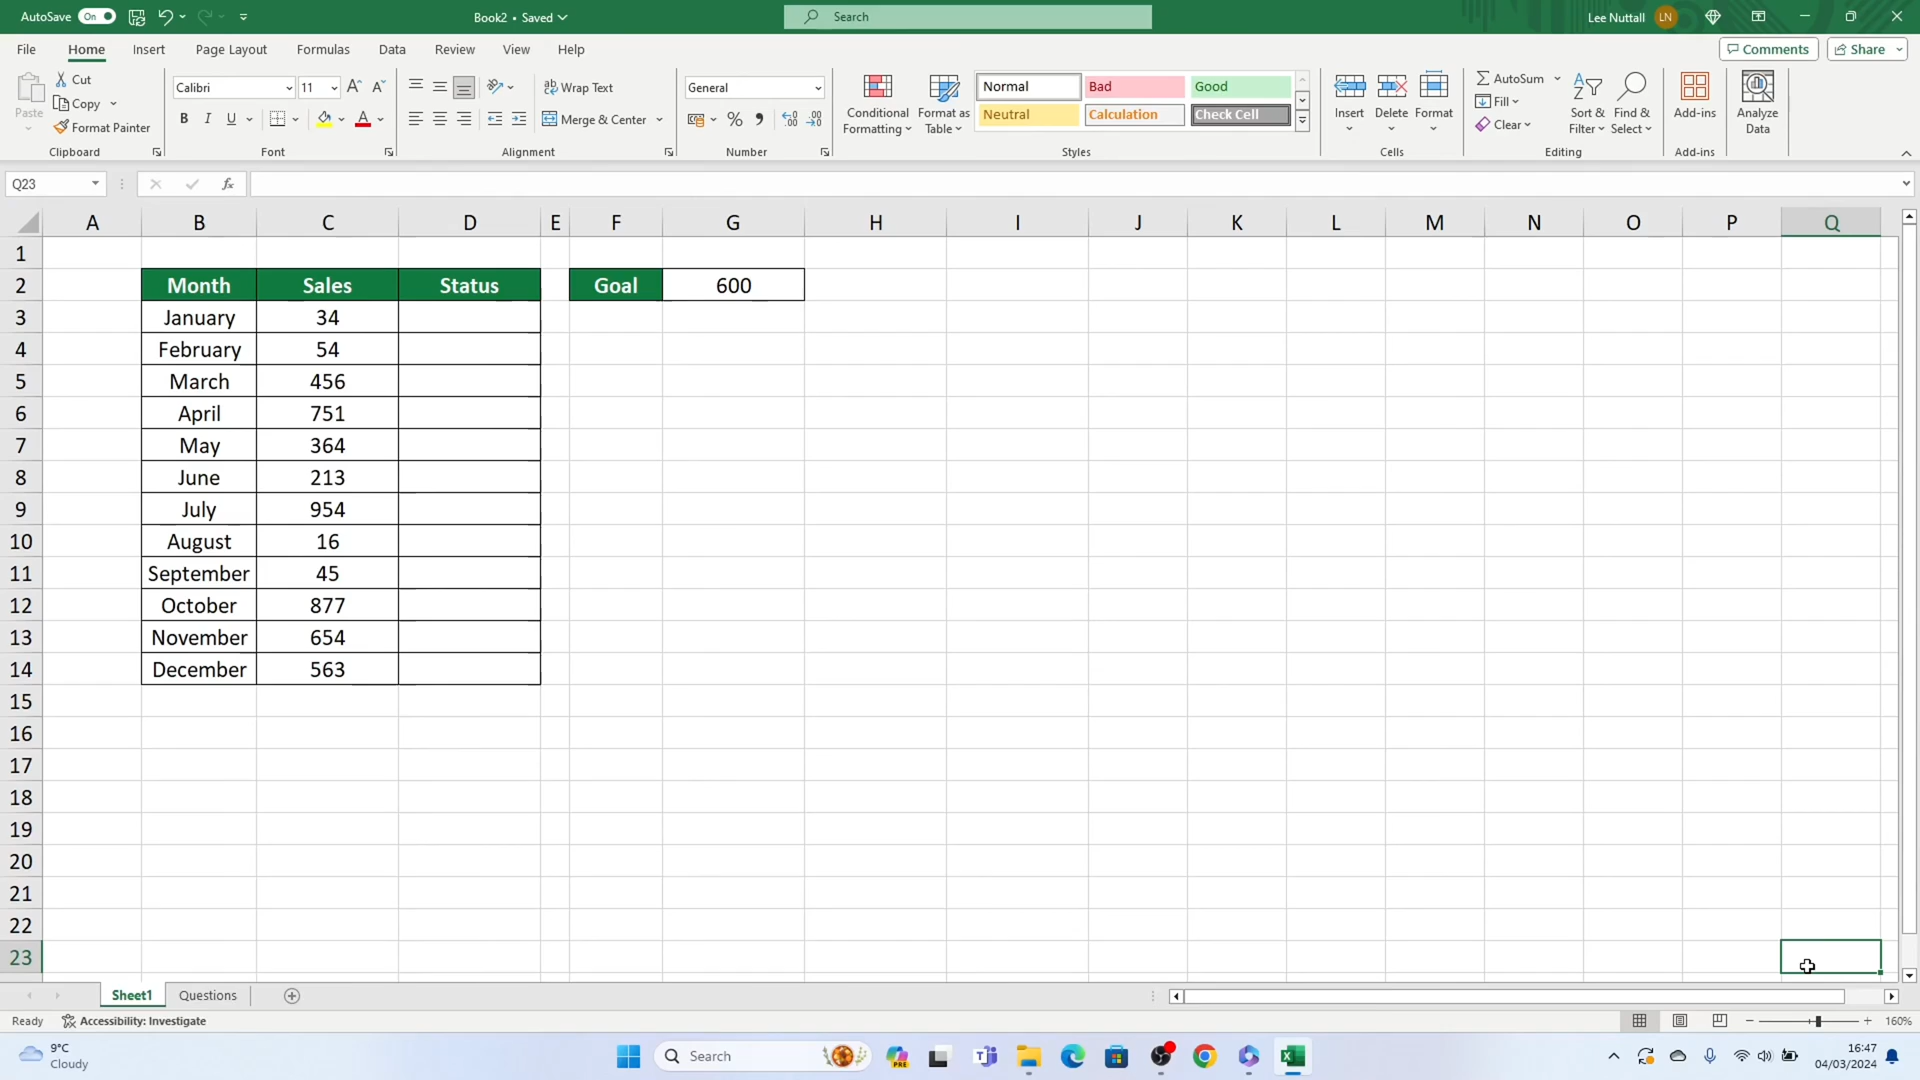 AutoSave On Book2 • Saved Search Lee Nuttall LN
File Home Insert Page Layout Formulas Data Review View Help Comments Share
Paste Cut Copy Format Painter Clipboard
Calibri 11 B I U A Font
Wrap Text Merge & Center Alignment
General % Number
Conditional Formatting Format as Table Normal Bad Good Neutral Calculation Check Cell Styles
Insert Delete Format Cells
AutoSum Fill Clear Sort & Filter Find & Select Editing
Add-ins Add-ins
Analyze Data
Q23 fx
A B C D E F G H I J K L M N O P Q
1
2 Month Sales Status Goal 600
3 January 34
4 February 54
5 March 456
6 April 751
7 May 364
8 June 213
9 July 954
10 August 16
11 September 45
12 October 877
13 November 654
14 December 563
15
16
17
18
19
20
21
22
23
Sheet1 Questions
Ready Accessibility: Investigate 160%
9°C Cloudy Search PRE 16:47 04/03/2024